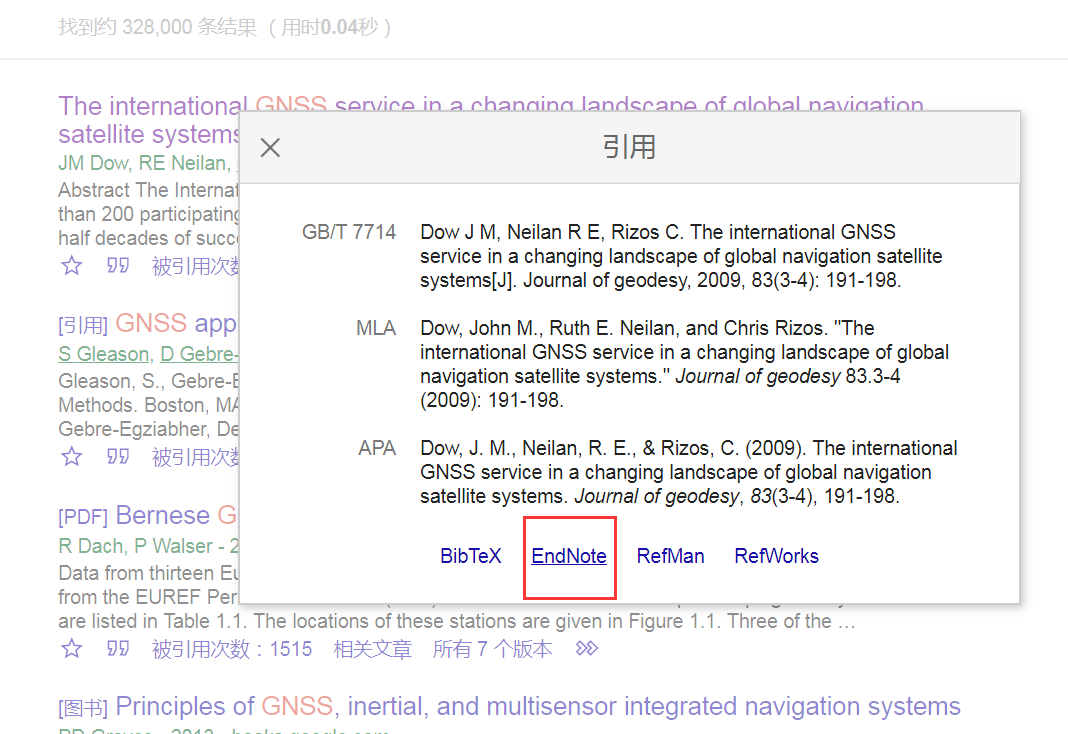 找到约 328,000 条结果 （用时0.04秒）
The international GNSS service in a changing landscape of global navigation
satellite systems
JM Dow, RE Neilan,
Abstract The Internat
than 200 participating
half decades of succe
被引用次数
引用
GB/T 7714 Dow J M, Neilan R E, Rizos C. The international GNSS
service in a changing landscape of global navigation satellite
systems[J]. Journal of geodesy, 2009, 83(3-4): 191-198.
MLA Dow, John M., Ruth E. Neilan, and Chris Rizos. "The
international GNSS service in a changing landscape of global
navigation satellite systems." Journal of geodesy 83.3-4
(2009): 191-198.
APA Dow, J. M., Neilan, R. E., & Rizos, C. (2009). The international
GNSS service in a changing landscape of global navigation
satellite systems. Journal of geodesy, 83(3-4), 191-198.
BibTeX EndNote RefMan RefWorks
[引用] GNSS app
S Gleason, D Gebre-
Gleason, S., Gebre-E
Methods. Boston, MA
Gebre-Egziabher, De
被引用次数
[PDF] Bernese G
R Dach, P Walser - 2
Data from thirteen Eu
from the EUREF Per
are listed in Table 1.1. The locations of these stations are given in Figure 1.1. Three of the ...
被引用次数：1515 相关文章 所有 7 个版本
[图书] Principles of GNSS, inertial, and multisensor integrated navigation systems